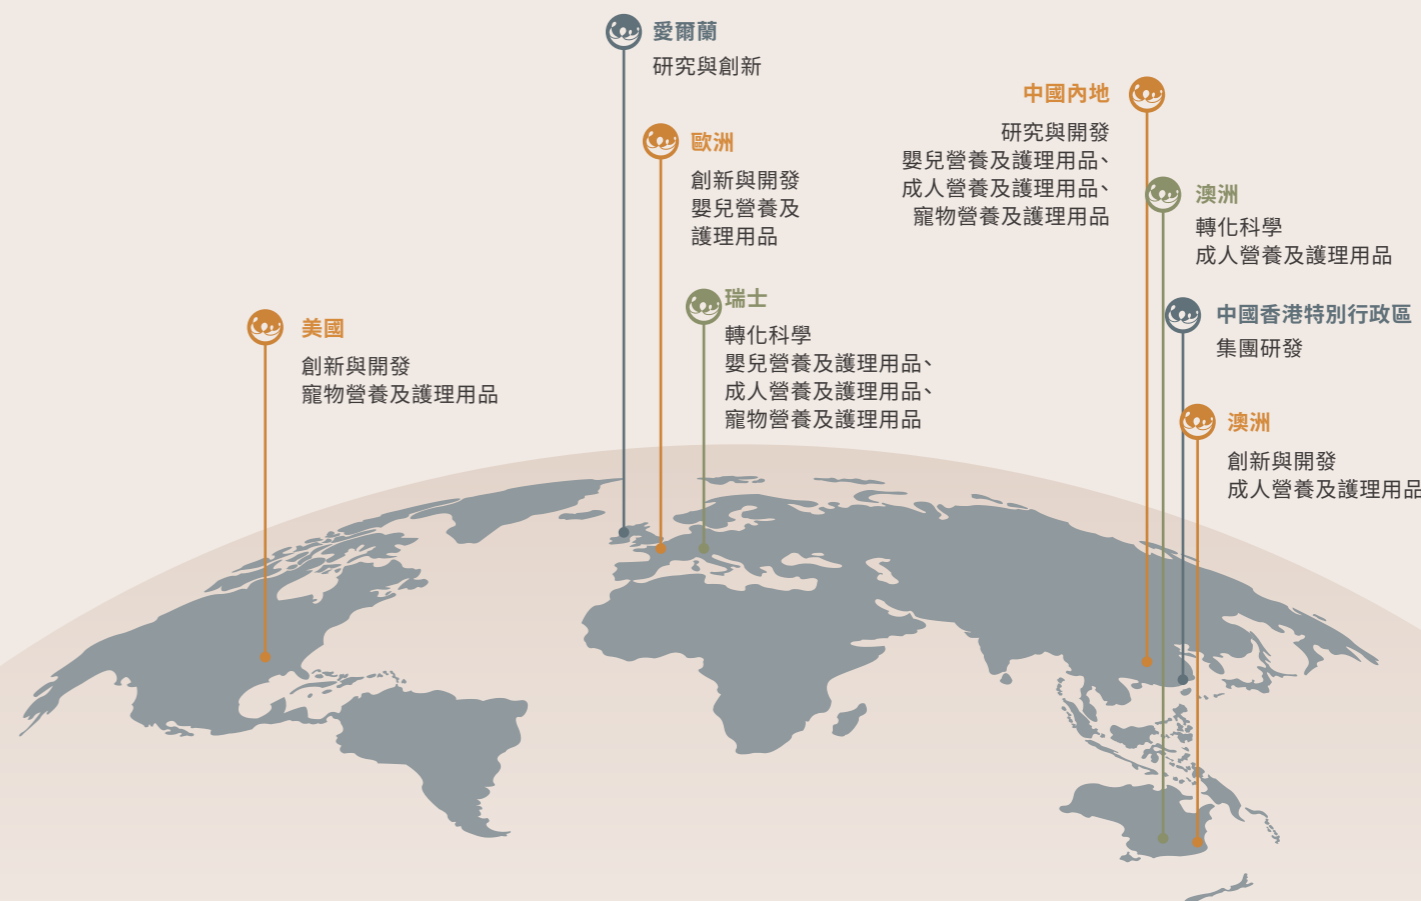 愛爾蘭
研究與創新
歐洲
創新與開發
嬰兒營養及
護理用品
瑞士
轉化科學
嬰兒營養及護理用品、
成人營養及護理用品、
寵物營養及護理用品
美國
創新與開發
寵物營養及護理用品
中國內地
研究與開發
嬰兒營養及護理用品、
成人營養及護理用品、
寵物營養及護理用品
澳洲
轉化科學
成人營養及護理用品
中國香港特別行政區
集團研發
澳洲
創新與開發
成人營養及護理用品